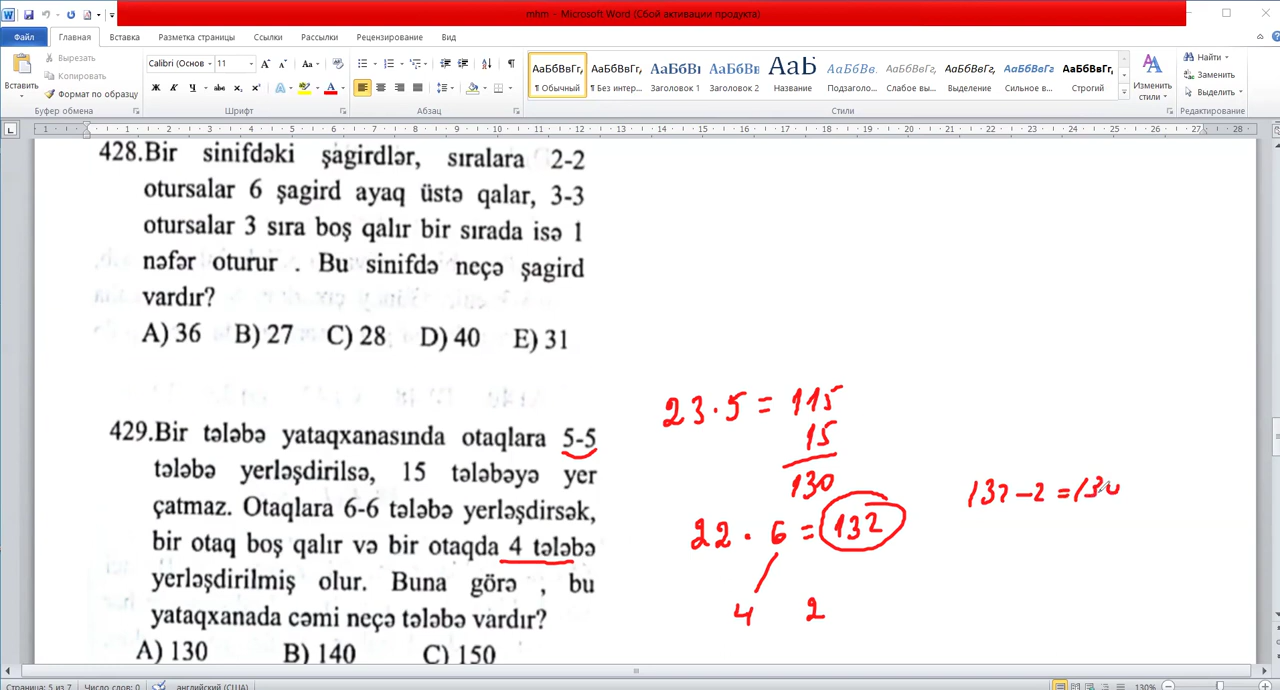 mhm – Microsoft Word (Сбой активации продукта)
Файл Главная Вставка Разметка страницы Ссылки Рассылки Рецензирование Вид
Вставить Вырезать Копировать Формат по образцу Буфер обмена
Calibri (Основ 11 Шрифт
Абзац
АаБбВвГг, ¶ Обычный
АаБбВвГг, ¶ Без интер...
АаБбВ Заголовок 1
АаБбВв Заголовок 2
АаБ Название
АаБбВв. Подзаголо...
АаБбВвГг Слабое вы...
АаБбВвГг, Выделение
АаБбВвГг, Сильное в...
АаБбВвГг, Строгий
Стили
Изменить стили
Найти Заменить Выделить Редактирование
428.Bir sinifdəki şagirdlər, sıralara 2-2
otursalar 6 şagird ayaq üstə qalar, 3-3
otursalar 3 sıra boş qalır bir sırada isə 1
nəfər oturur . Bu sinifdə neçə şagird
vardır?
A) 36 B) 27 C) 28 D) 40 E) 31
429.Bir tələbə yataqxanasında otaqlara 5-5
tələbə yerləşdirilsə, 15 tələbəyə yer
çatmaz. Otaqlara 6-6 tələbə yerləşdirsək,
bir otaq boş qalır və bir otaqda 4 tələbə
yerləşdirilmiş olur. Buna görə , bu
yataqxanada cəmi neçə tələbə vardır?
A) 130 B) 140 C) 150
23·5=115
15
130
22·6=132
4 2
132-2=130
Страница: 5 из 7 Число слов: 0 английский (США) 130%